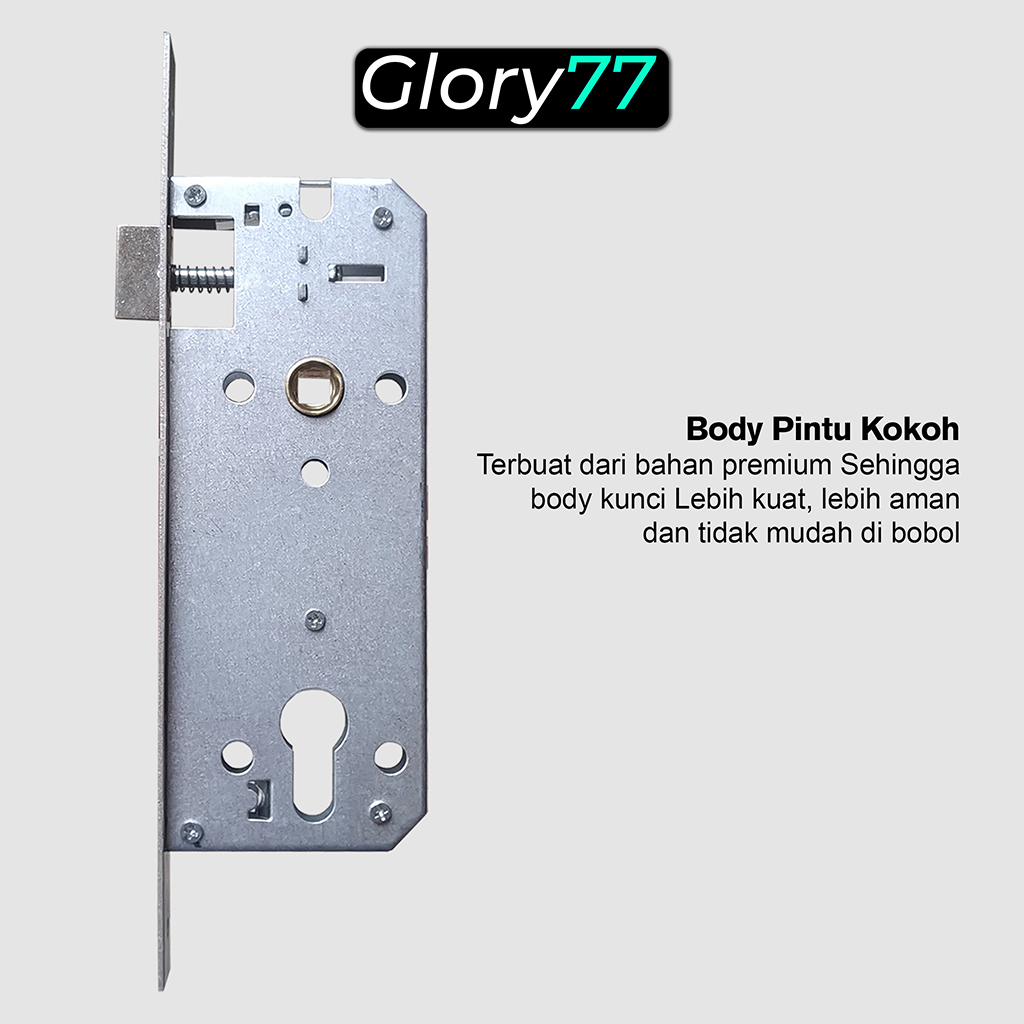 Glory77
Body Pintu Kokoh
Terbuat dari bahan premium Sehingga
body kunci Lebih kuat, lebih aman
dan tidak mudah di bobol